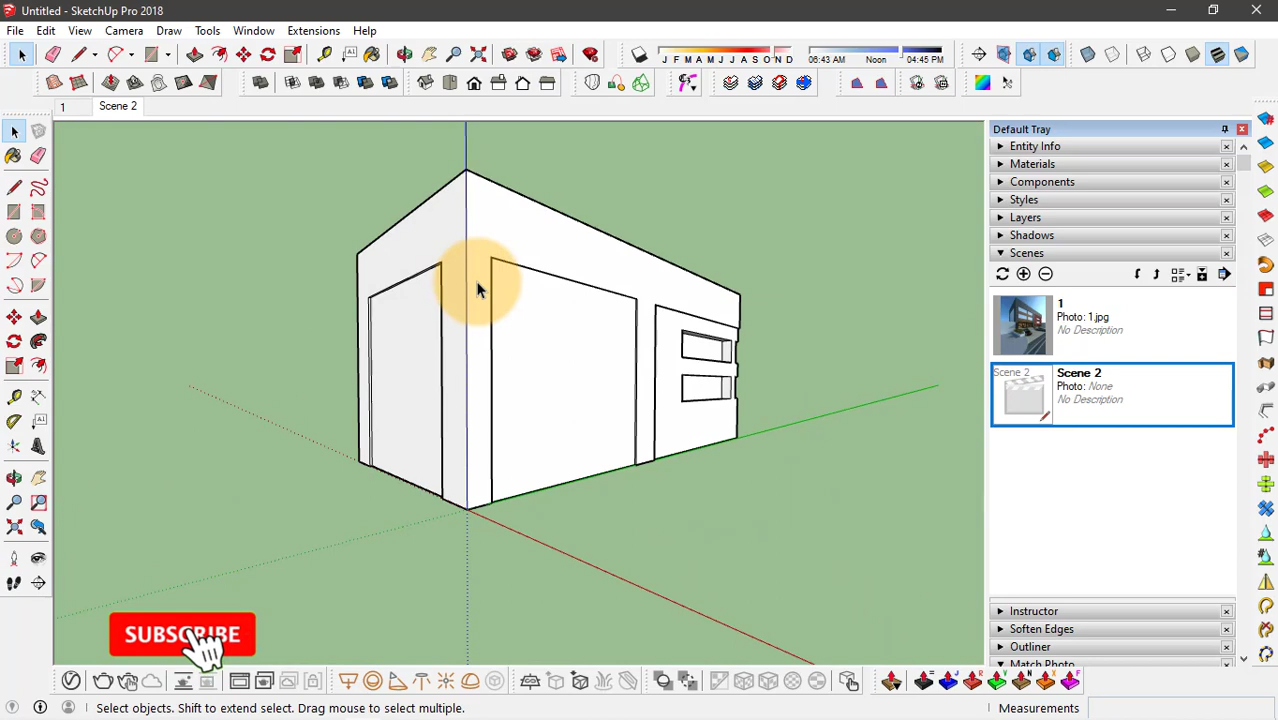 Untitled - SketchUp Pro 2018
File Edit View Camera Draw Tools Window Extensions Help
J F M A M J J A S O N D 06:43 AM Noon 04:45 PM
1 Scene 2
Default Tray
Entity Info
Materials
Components
Styles
Layers
Shadows
Scenes
1
Photo: 1.jpg
No Description
Scene 2
Scene 2
Photo: None
No Description
SUBSCRIBE
Instructor
Soften Edges
Outliner
Match Photo
Select objects. Shift to extend select. Drag mouse to select multiple.
Measurements